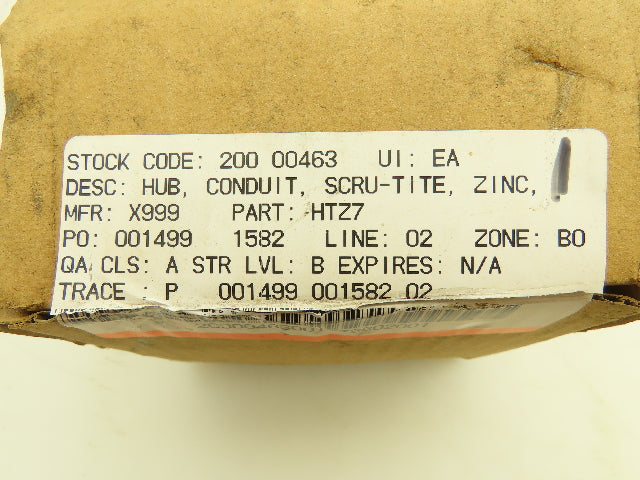 STOCK CODE: 200 00463 UI: EA
DESC: HUB, CONDUIT, SCRU-TITE, ZINC,
MFR: X999 PART: HTZ7
PO: 001499 1582 LINE: 02 ZONE: B0
QA CLS: A STR LVL: B EXPIRES: N/A
TRACE : P 001499 001582 02